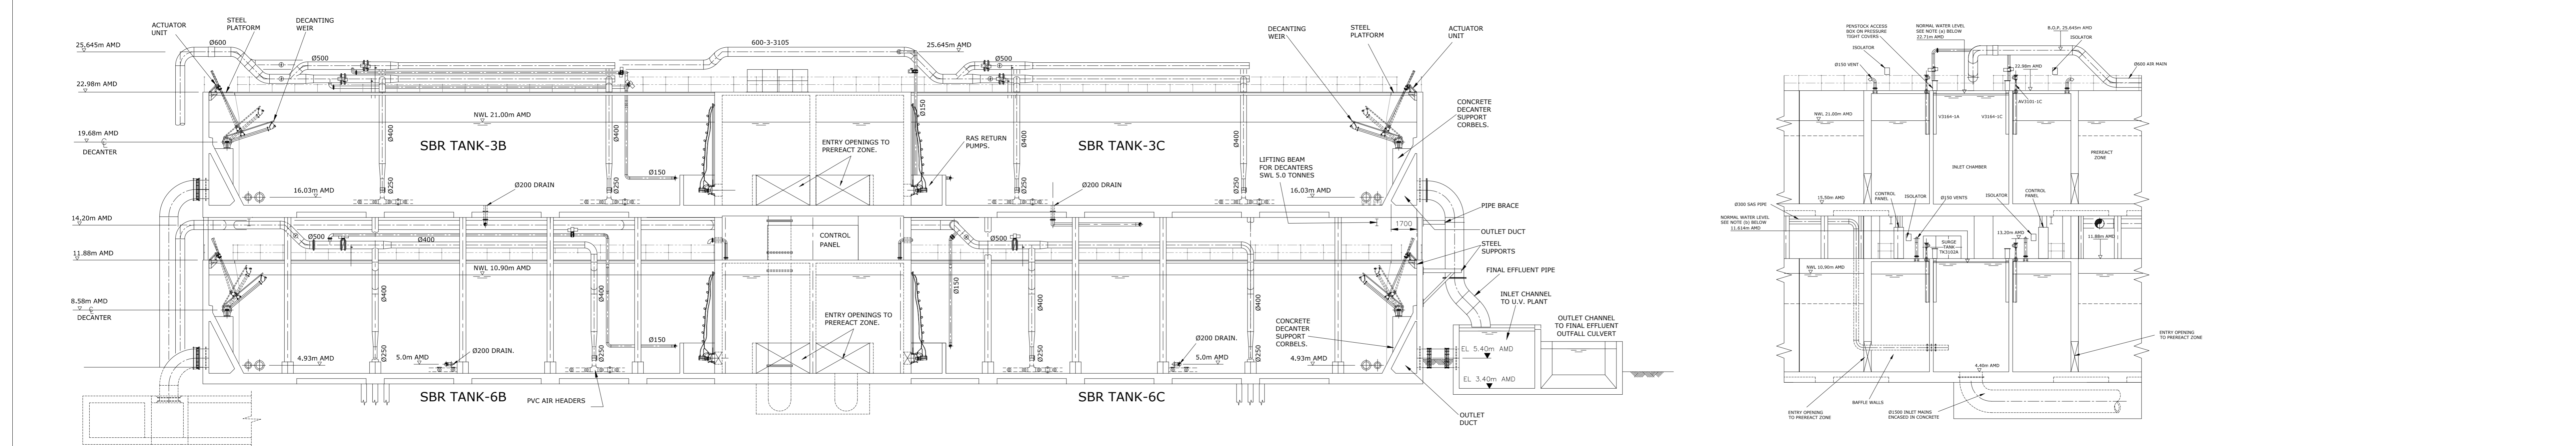 ACTUATOR
UNIT
STEEL
PLATFORM
DECANTING
WEIR
25.645m AMD
Ø600
Ø500
600-3-3105
25.645m AMD
Ø500
DECANTING
WEIR
STEEL
PLATFORM
ACTUATOR
UNIT
22.98m AMD
NWL 21.00m AMD
Ø150
CONCRETE
DECANTER
SUPPORT
CORBELS.
19.68m AMD
DECANTER
Ø400
Ø400
SBR TANK-3B
ENTRY OPENINGS TO
PREREACT ZONE.
RAS RETURN
PUMPS.
Ø400
SBR TANK-3C
Ø400
LIFTING BEAM
FOR DECANTERS
SWL 5.0 TONNES
16,03m AMD
Ø250
Ø200 DRAIN
Ø250
Ø150
Ø250
Ø200 DRAIN
Ø250
16.03m AMD
PIPE BRACE
14,20m AMD
1700
Ø500
Ø400
CONTROL
PANEL
Ø500
OUTLET DUCT
STEEL
SUPPORTS
11.88m AMD
NWL 10.90m AMD
FINAL EFFLUENT PIPE
8.58m AMD
DECANTER
Ø400
Ø400
Ø150
Ø400
Ø400
INLET CHANNEL
TO U.V. PLANT
ENTRY OPENINGS TO
PREREACT ZONE.
CONCRETE
DECANTER
SUPPORT
CORBELS.
OUTLET CHANNEL
TO FINAL EFFLUENT
OUTFALL CULVERT
4,93m AMD
Ø250
5.0m AMD
Ø200 DRAIN.
Ø250
Ø150
Ø250
5.0m AMD
Ø200 DRAIN.
Ø250
4,93m AMD
EL 5.40m AMD
EL 3.40m AMD
SBR TANK-6B
PVC AIR HEADERS
SBR TANK-6C
OUTLET
DUCT
PENSTOCK ACCESS
BOX ON PRESSURE
TIGHT COVERS
NORMAL WATER LEVEL
SEE NOTE (a) BELOW
22.71m AMD
B.O.P. 25,645m AMD
ISOLATOR
ISOLATOR
Ø150 VENT
22.98m AMD
Ø600 AIR MAIN
AV3101-1C
NWL 21,00m AMD
V3164-1A
V3164-1C
PREREACT
ZONE
INLET CHAMBER
15,50m AMD
CONTROL
PANEL
ISOLATOR
Ø150 VENTS
ISOLATOR
CONTROL
PANEL
Ø300 SAS PIPE
NORMAL WATER LEVEL
SEE NOTE (b) BELOW
11.614m AMD
SURGE
TANK
TK3102A
13,20m AMD
11,88m AMD
NWL 10,90m AMD
ENTRY OPENING
TO PREREACT ZONE
4.40m AMD
BAFFLE WALLS
ENTRY OPENING
TO PREREACT ZONE
Ø1500 INLET MAINS
ENCASED IN CONCRETE